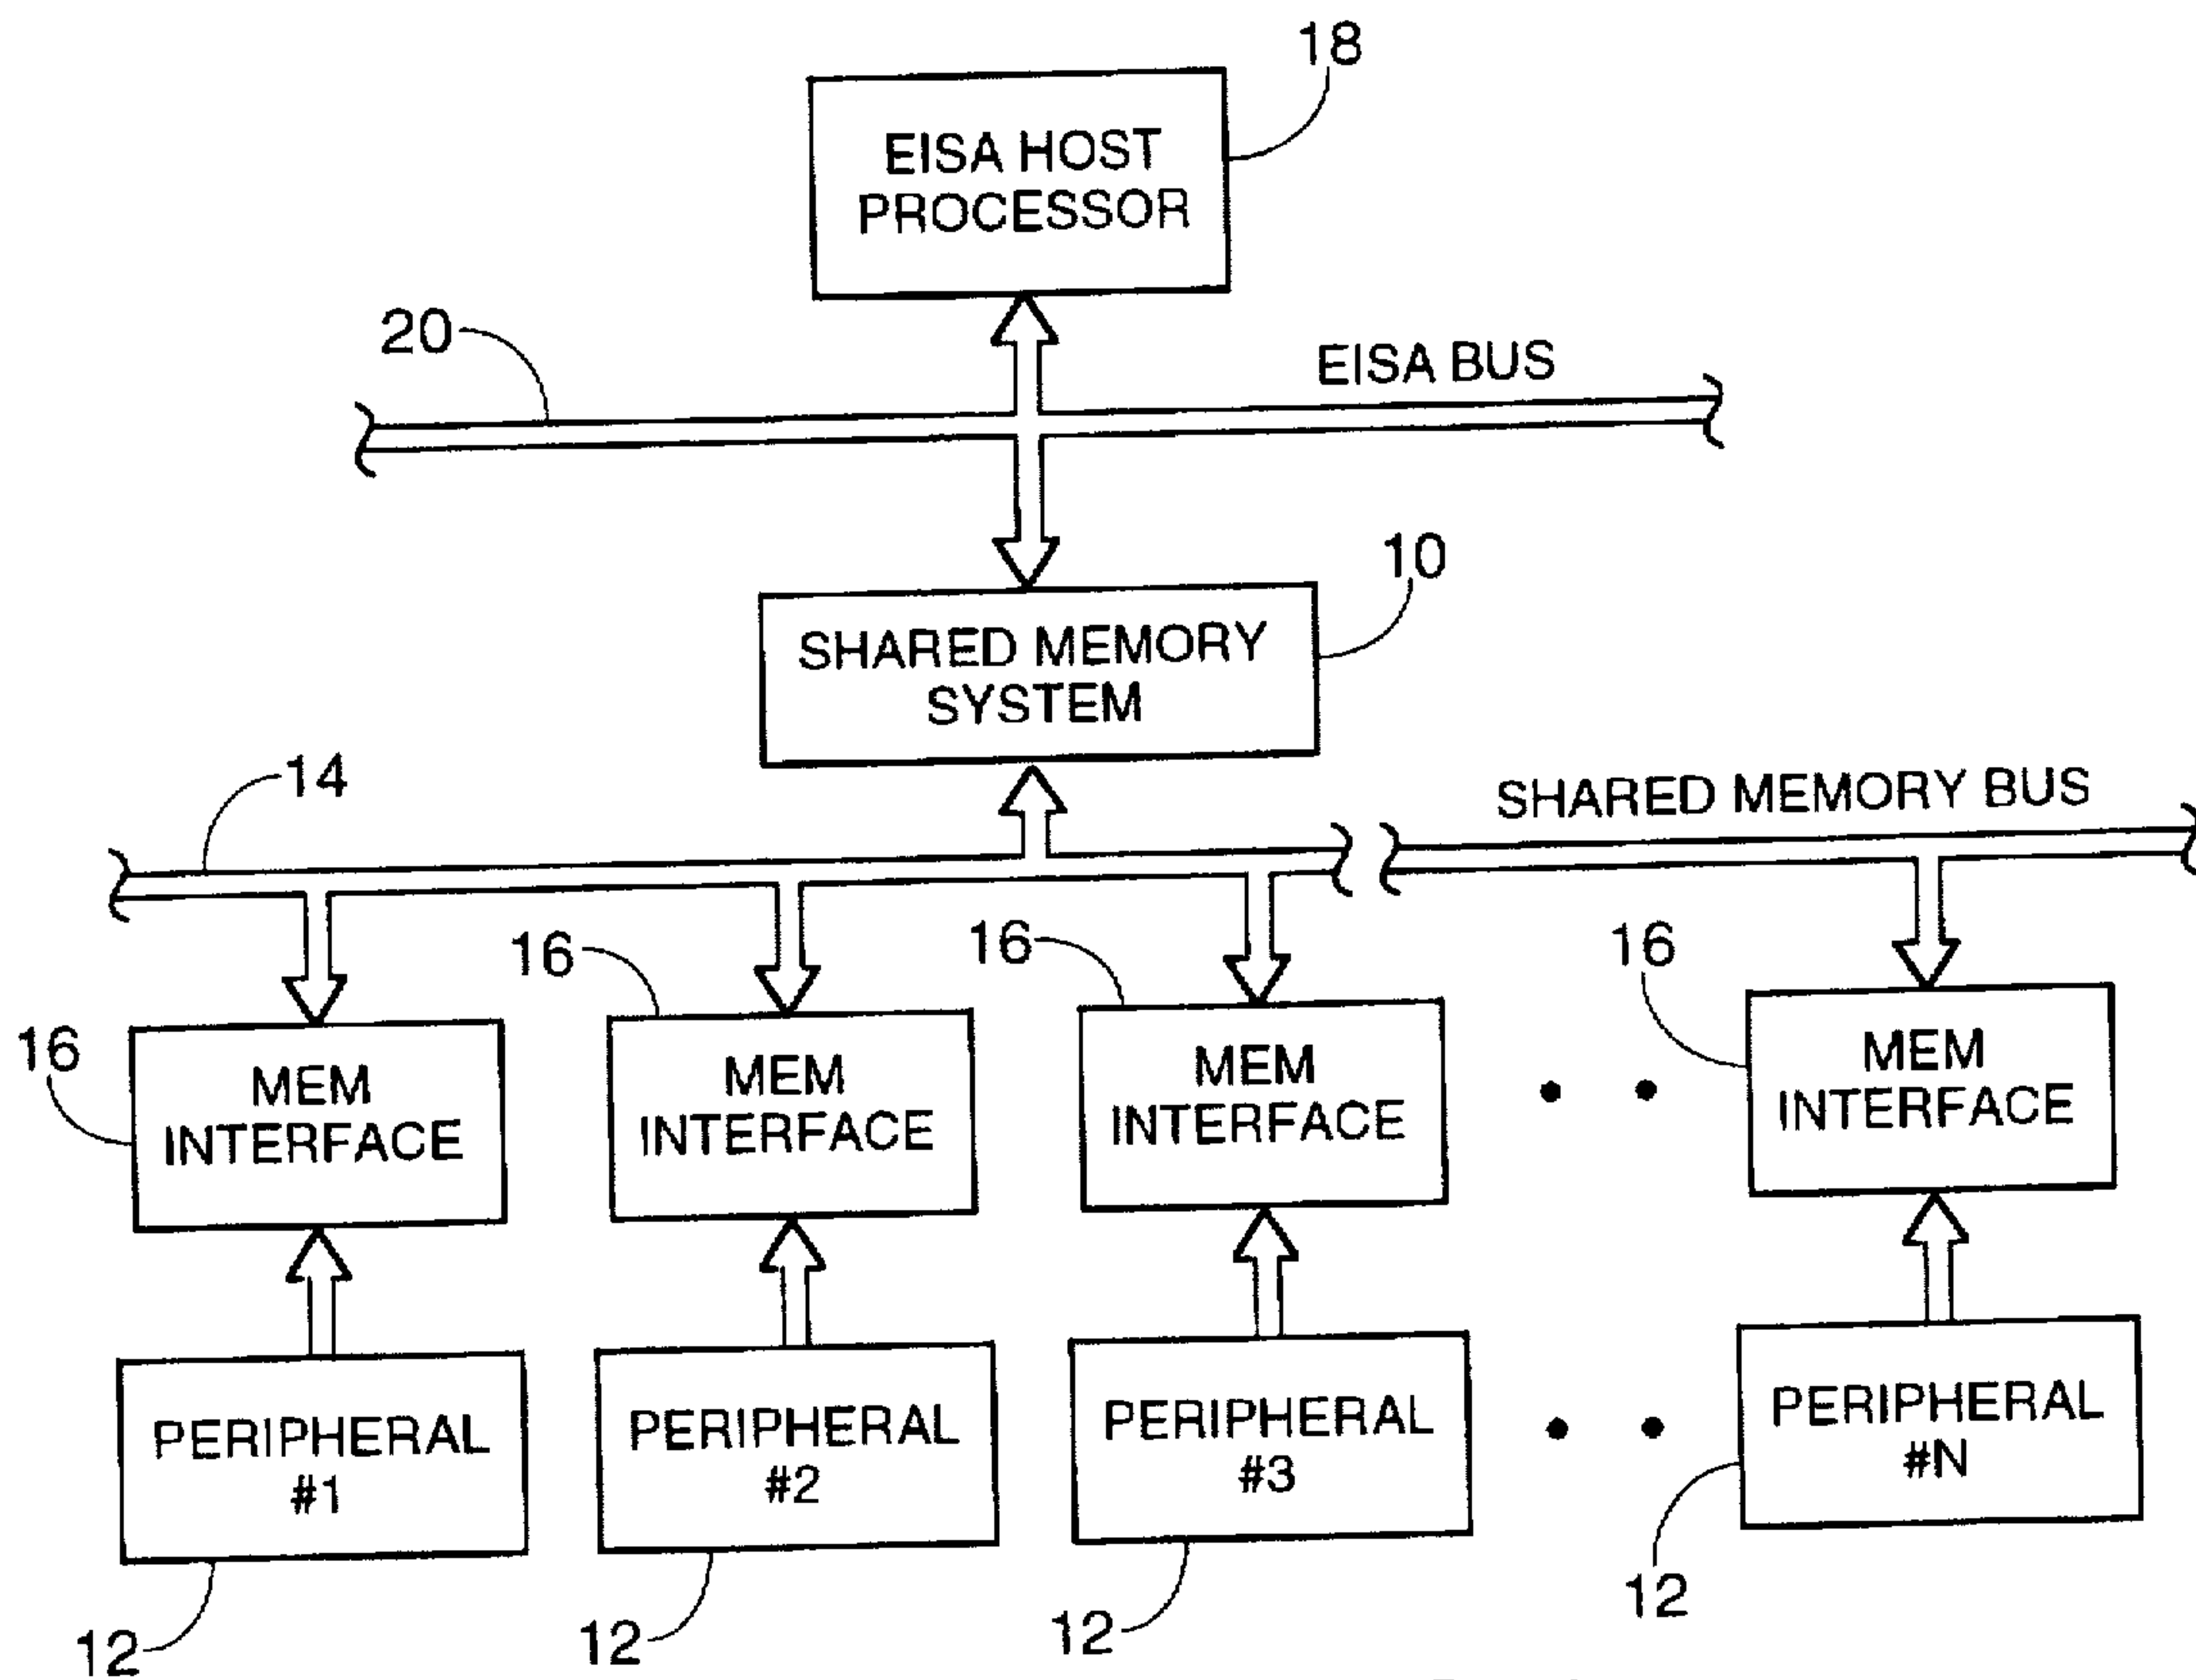 18
EISA HOST
PROCESSOR
20
EISA BUS
10
SHARED MEMORY
SYSTEM
14
SHARED MEMORY BUS
16
16
16
16
MEM
INTERFACE
MEM
INTERFACE
MEM
INTERFACE
MEM
INTERFACE
PERIPHERAL
#1
PERIPHERAL
#2
PERIPHERAL
#3
PERIPHERAL
#N
12
12
12
12